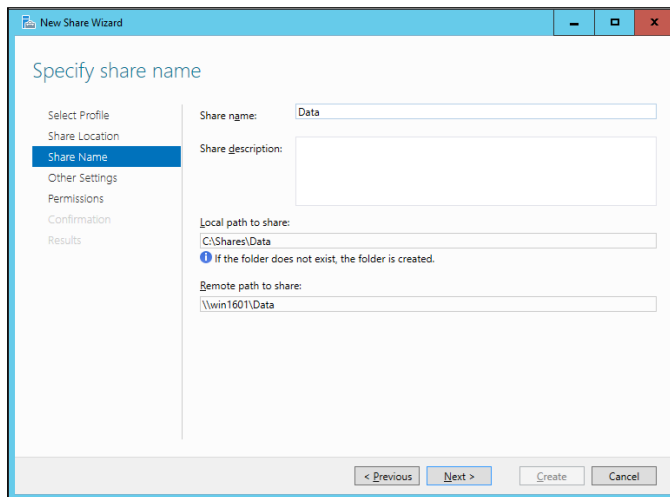 New Share Wizard
Specify share name
Select Profile
Share Location
Share Name
Other Settings
Permissions
Confirmation
Results
Share name:
Data
Share description:
Local path to share:
C:\Shares\Data
If the folder does not exist, the folder is created.
Remote path to share:
\\win1601\Data
< Previous
Next >
Create
Cancel